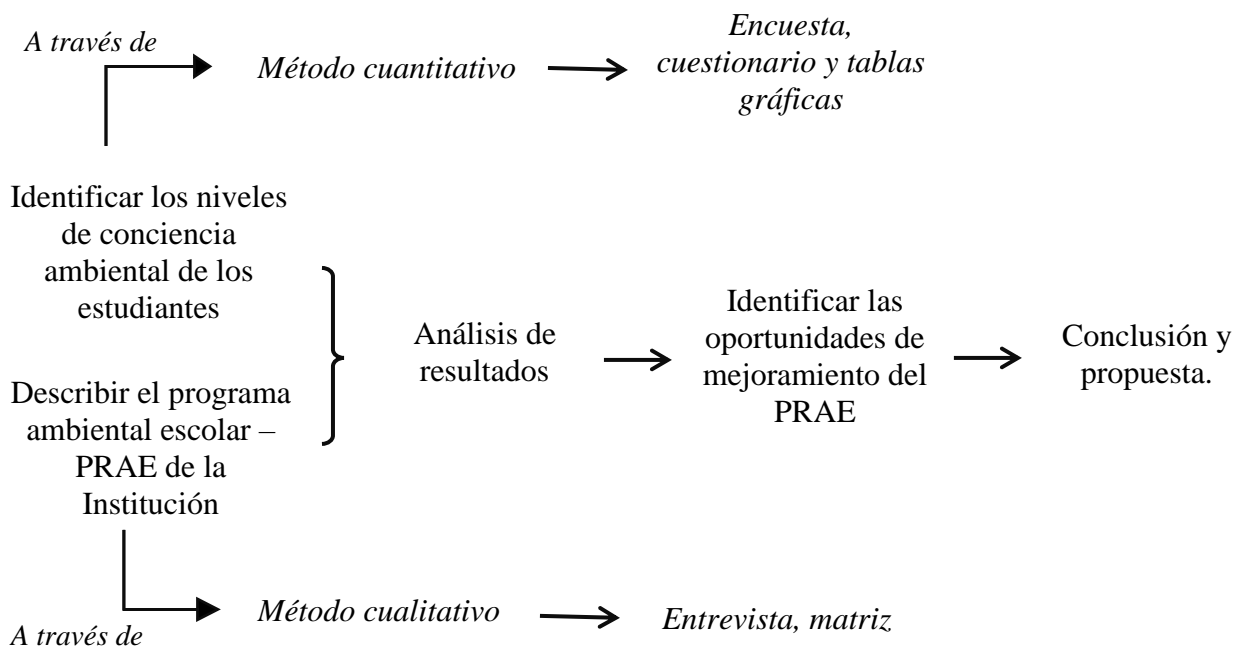 A través de
Método cuantitativo
Encuesta,
cuestionario y tablas
gráficas
Identificar los niveles
de conciencia
ambiental de los
estudiantes
Describir el programa
ambiental escolar –
PRAE de la
Institución
Análisis de
resultados
Identificar las
oportunidades de
mejoramiento del
PRAE
Conclusión y
propuesta.
A través de
Método cualitativo
Entrevista, matriz